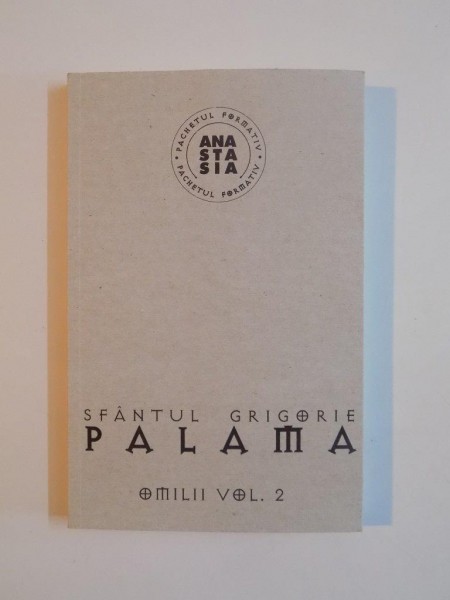 PACHETUL FORMATIV •
ANA
STA
SIA
PACHETUL FORMATIV •
SFÂNTUL GRIGORIE
PALAMA
OMILII VOL. 2